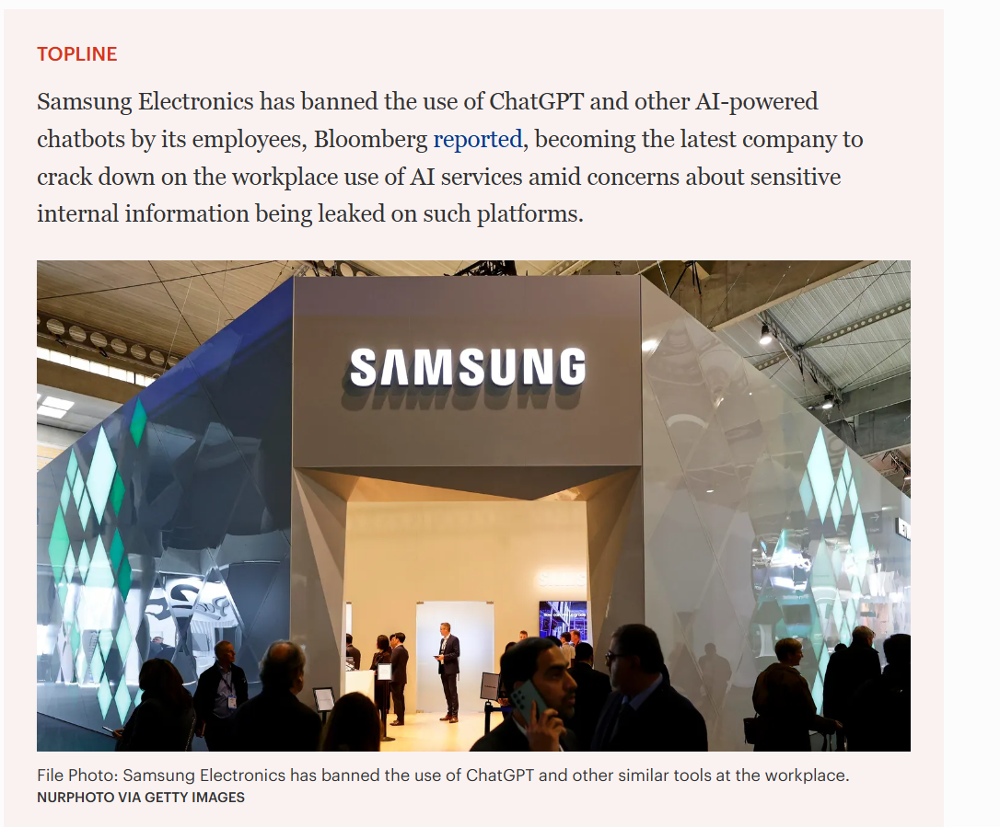 TOPLINE
Samsung Electronics has banned the use of ChatGPT and other AI-powered
chatbots by its employees, Bloomberg reported, becoming the latest company to
crack down on the workplace use of AI services amid concerns about sensitive
internal information being leaked on such platforms.
SAMSUNG
File Photo: Samsung Electronics has banned the use of ChatGPT and other similar tools at the workplace.
NURPHOTO VIA GETTY IMAGES